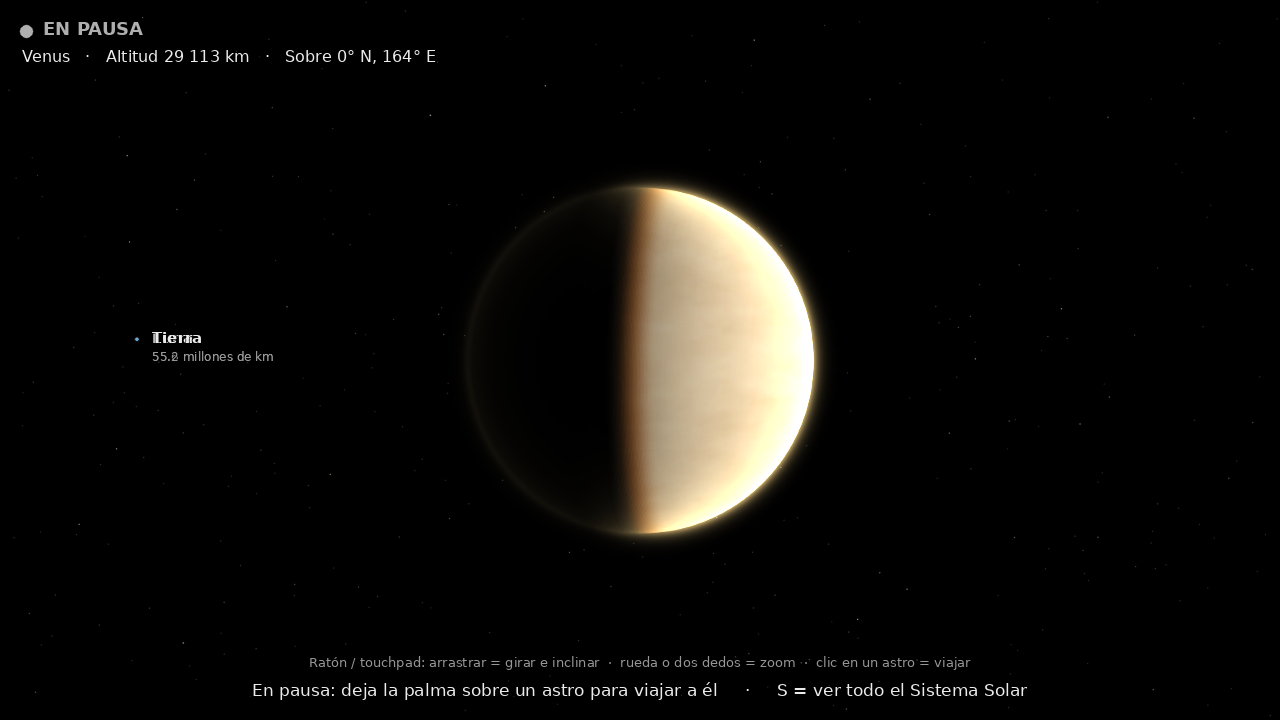 EN PAUSA
Venus · Altitud 29 113 km · Sobre 0° N, 164° E
Tierra
millones de km
Ratón / touchpad: arrastrar = girar e inclinar · rueda o dos dedos = zoom · clic en un astro = viajar
En pausa: deja la palma sobre un astro para viajar a él · S = ver todo el Sistema Solar